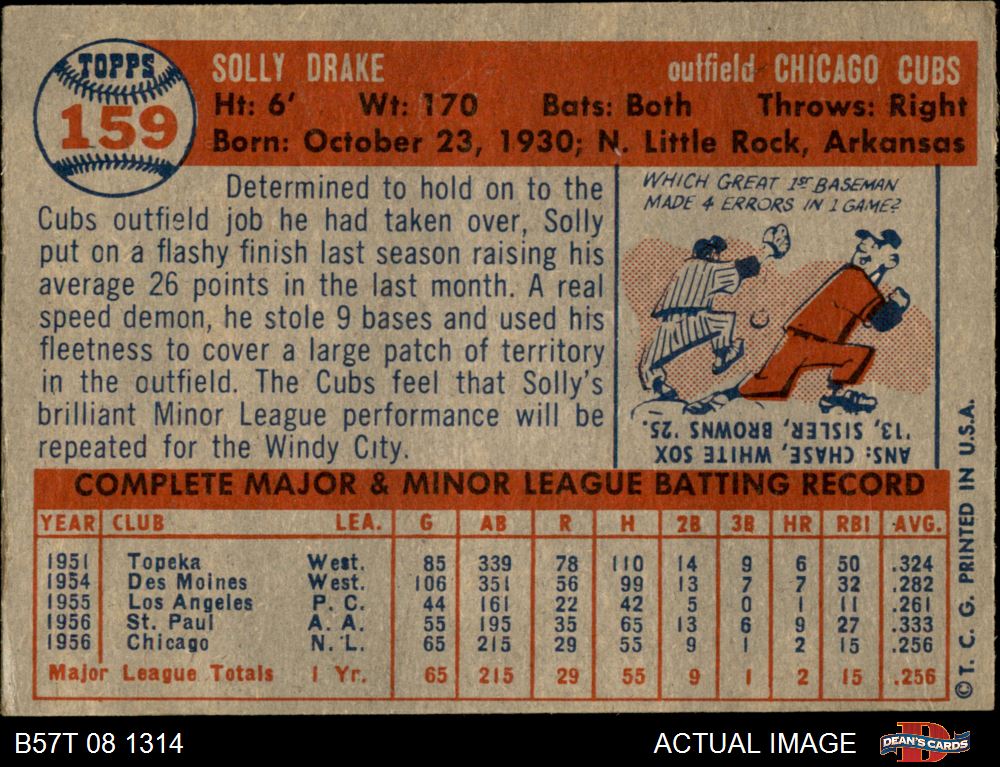 TOPPS
159
SOLLY DRAKE outfield CHICAGO CUBS
Ht: 6' Wt: 170 Bats: Both Throws: Right
Born: October 23, 1930; N. Little Rock, Arkansas
Determined to hold on to the
Cubs outfield job he had taken over, Solly
put on a flashy finish last season raising his
average 26 points in the last month. A real
speed demon, he stole 9 bases and used his
fleetness to cover a large patch of territory
in the outfield. The Cubs feel that Solly's
brilliant Minor League performance will be
repeated for the Windy City.
WHICH GREAT 1ST BASEMAN
MADE 4 ERRORS IN 1 GAME?
ANS: CHASE, WHITE SOX
'13, SISLER, BROWNS '25.
COMPLETE MAJOR & MINOR LEAGUE BATTING RECORD
YEAR CLUB LEA. G AB R H 2B 3B HR RBI AVG.
1951 Topeka West. 85 339 78 110 14 9 6 50 .324
1954 Des Moines West. 106 351 56 99 13 7 7 32 .282
1955 Los Angeles P. C. 44 161 22 42 5 0 1 11 .261
1956 St. Paul A. A. 55 195 35 65 13 6 9 27 .333
1956 Chicago N. L. 65 215 29 55 9 1 2 15 .256
Major League Totals 1 Yr. 65 215 29 55 9 1 2 15 .256
© T. C. G. PRINTED IN U.S.A.
B57T 08 1314 ACTUAL IMAGE
D
DEAN'S CARDS